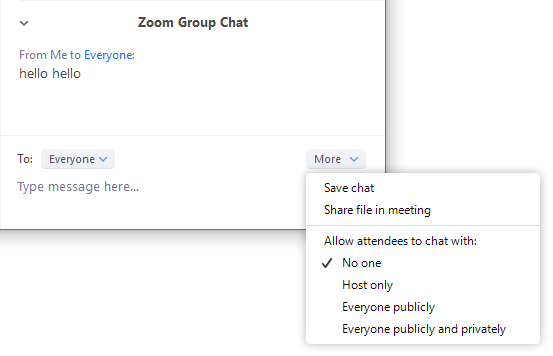 Zoom Group Chat
From Me to Everyone:
hello hello
To: Everyone More
Type message here...
Save chat
Share file in meeting
Allow attendees to chat with:
No one
Host only
Everyone publicly
Everyone publicly and privately